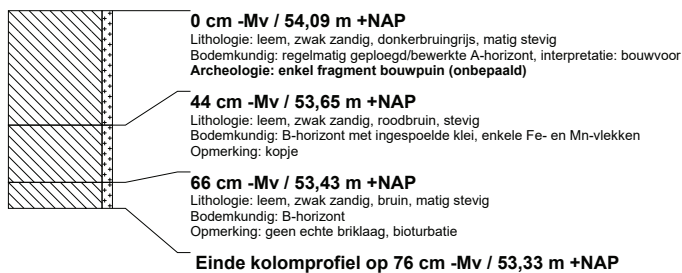 0 cm -Mv / 54,09 m +NAP
Lithologie: leem, zwak zandig, donkerbruingrijs, matig stevig
Bodemkundig: regelmatig geploegd/bewerkte A-horizont, interpretatie: bouwvoor
Archeologie: enkel fragment bouwpuin (onbepaald)
44 cm -Mv / 53,65 m +NAP
Lithologie: leem, zwak zandig, roodbruin, stevig
Bodemkundig: B-horizont met ingespoelde klei, enkele Fe- en Mn-vlekken
Opmerking: kopje
66 cm -Mv / 53,43 m +NAP
Lithologie: leem, zwak zandig, bruin, matig stevig
Bodemkundig: B-horizont
Opmerking: geen echte briklaag, bioturbatie
Einde kolomprofiel op 76 cm -Mv / 53,33 m +NAP